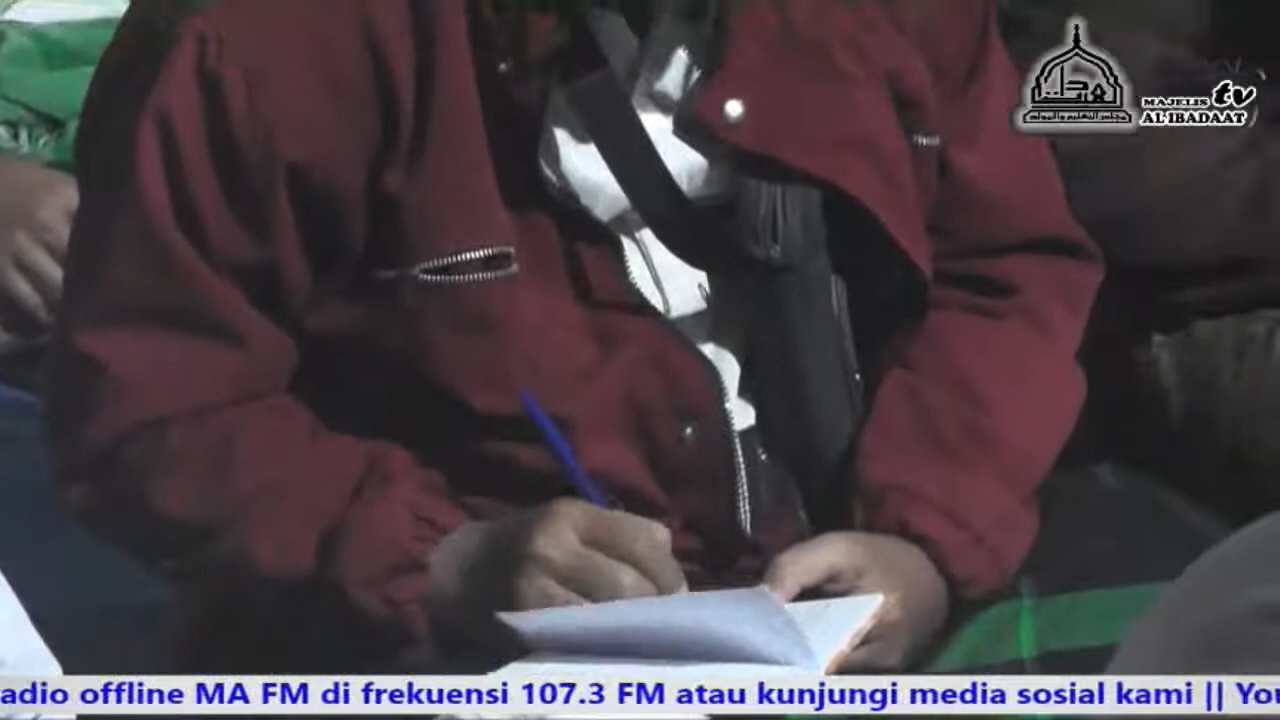 MAJELIS tv
AL IBADAAT
adio offline MA FM di frekuensi 107.3 FM atau kunjungi media sosial kami || You